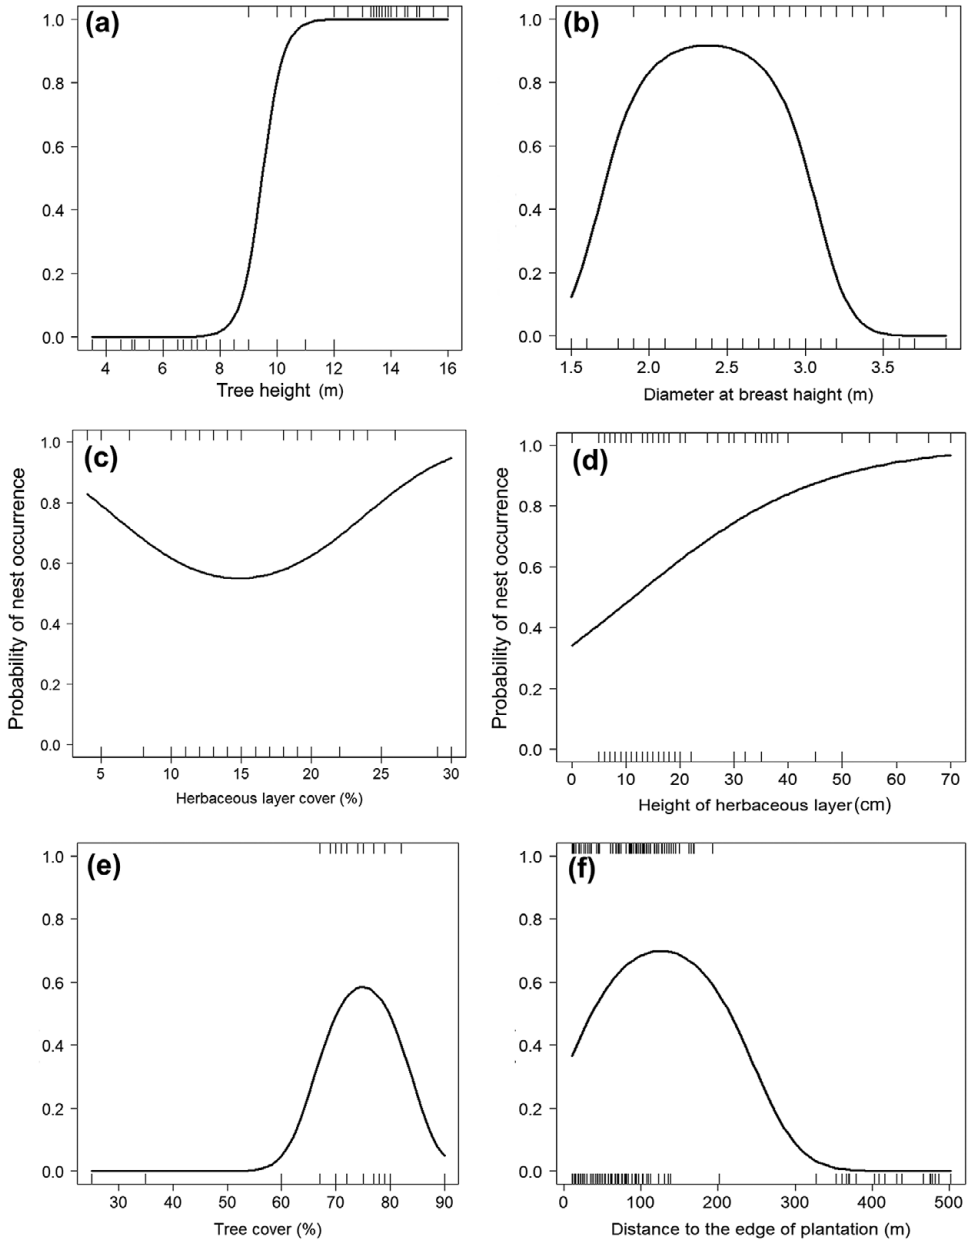 (a)
1.0
0.8
0.6
0.4
0.2
0.0
4 6 8 10 12 14 16
Tree height (m)
(b)
1.0
0.8
0.6
0.4
0.2
0.0
1.5 2.0 2.5 3.0 3.5
Diameter at breast haight (m)
(c)
Probability of nest occurrence
1.0
0.8
0.6
0.4
0.2
0.0
5 10 15 20 25 30
Herbaceous layer cover (%)
(d)
Probability of nest occurrence
1.0
0.8
0.6
0.4
0.2
0.0
0 10 20 30 40 50 60 70
Height of herbaceous layer (cm)
(e)
1.0
0.8
0.6
0.4
0.2
0.0
30 40 50 60 70 80 90
Tree cover (%)
(f)
1.0
0.8
0.6
0.4
0.2
0.0
0 100 200 300 400 500
Distance to the edge of plantation (m)